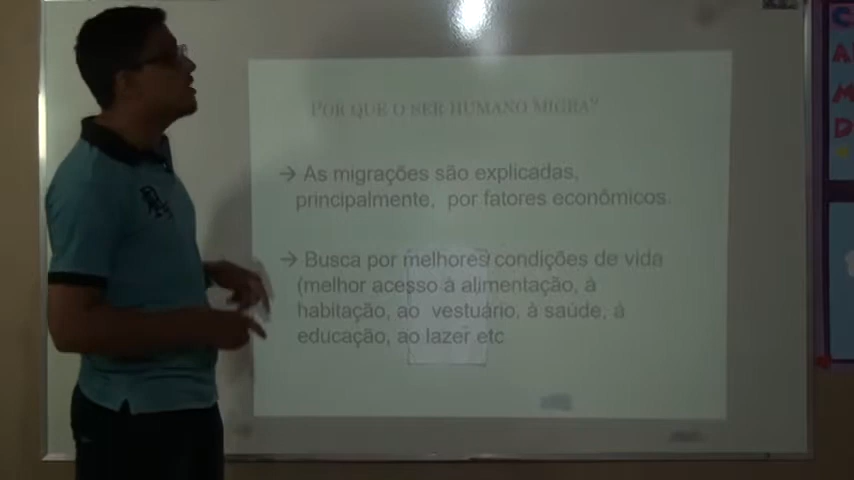 POR QUE O SER HUMANO MIGRA?
→ As migrações são explicadas,
principalmente, por fatores econômicos.
→ Busca por melhores condições de vida
(melhor acesso à alimentação, à
habitação, ao vestuário, à saúde, à
educação, ao lazer etc